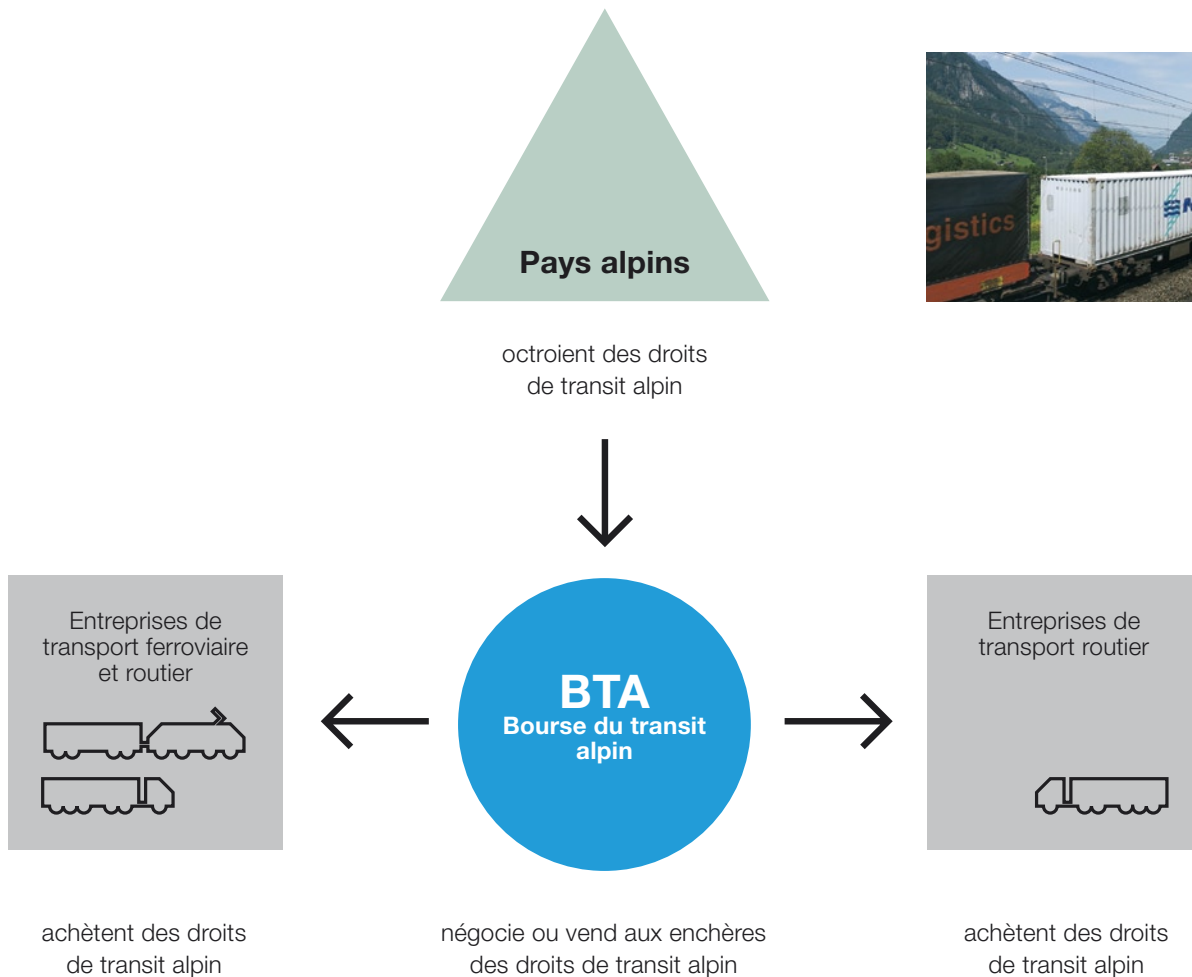 Pays alpins
gistics
octroient des droits
de transit alpin
Entreprises de
transport ferroviaire
et routier
BTA
Bourse du transit
alpin
Entreprises de
transport routier
achètent des droits
de transit alpin
négocie ou vend aux enchères
des droits de transit alpin
achètent des droits
de transit alpin